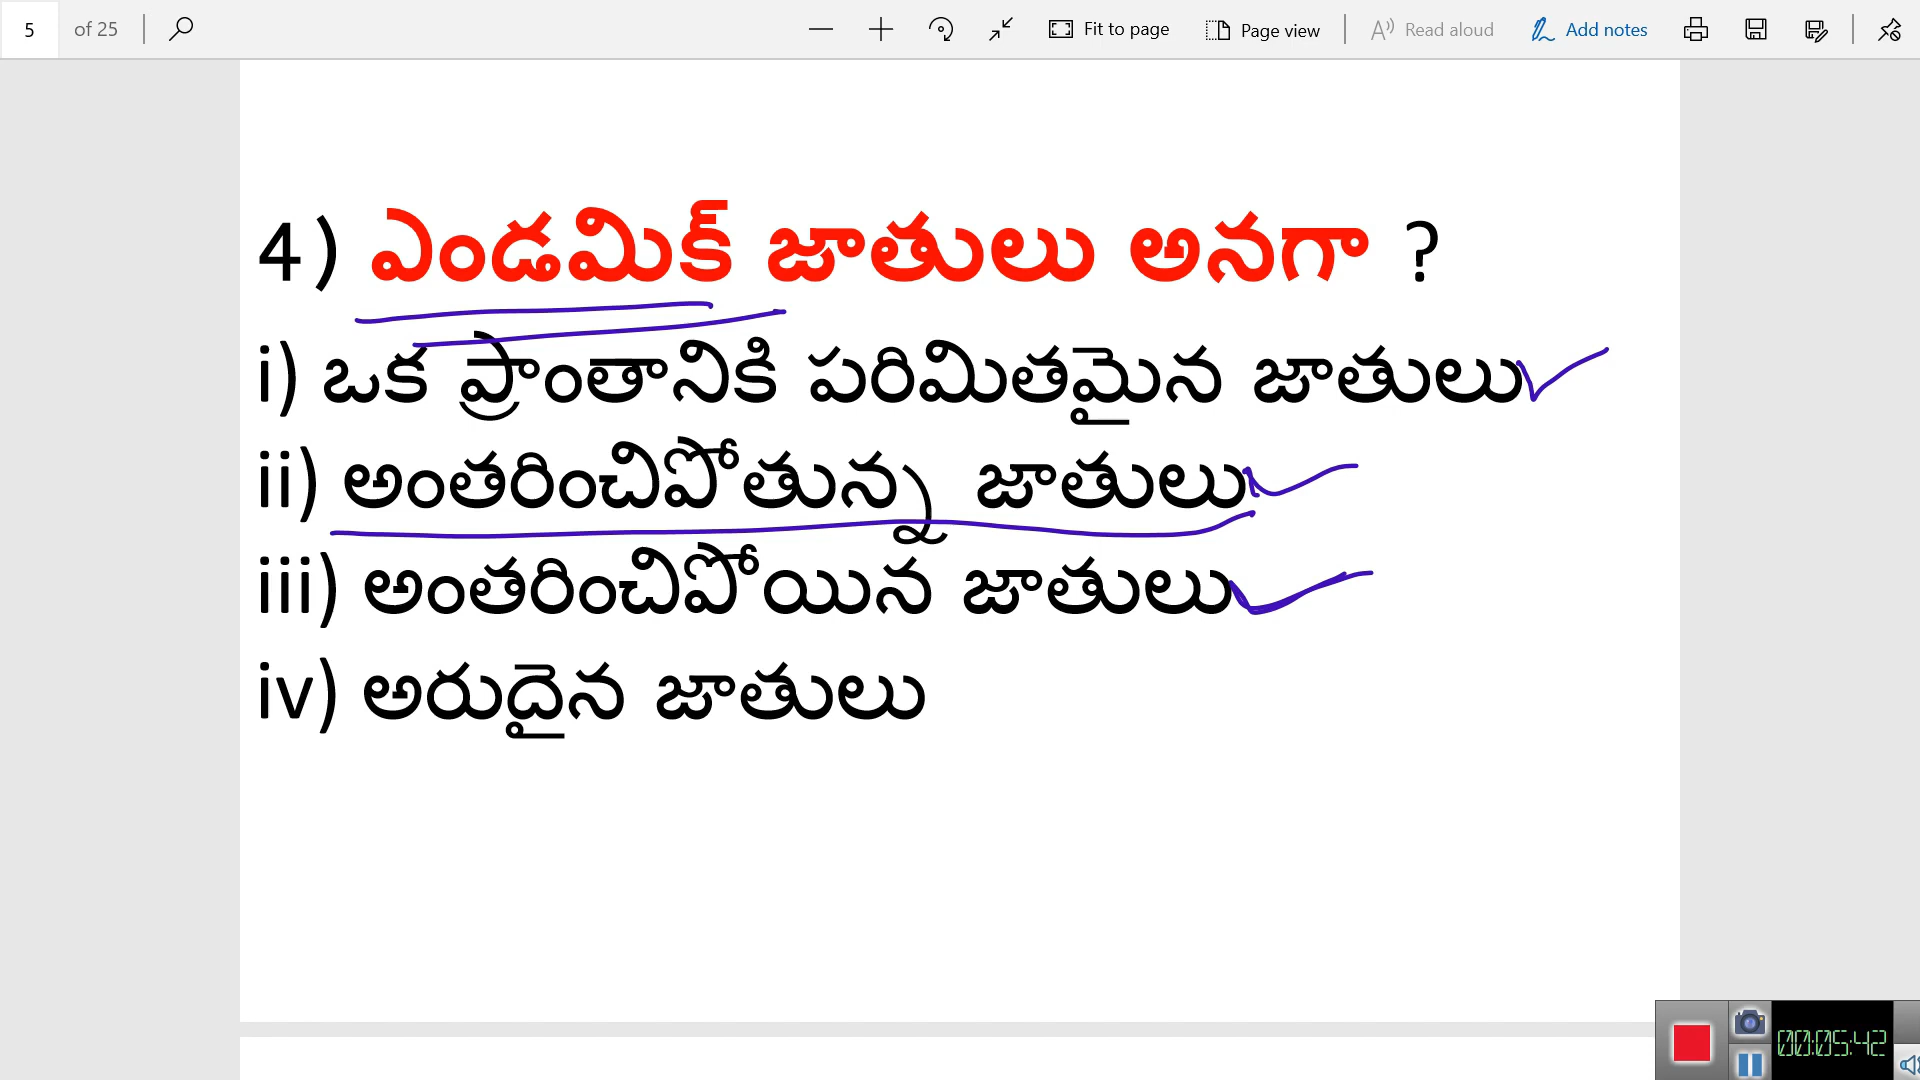 5 of 25 Fit to page Page view Read aloud Add notes
4) ఎండమిక్ జాతులు అనగా ?
i) ఒక ప్రాంతానికి పరిమితమైన జాతులు
ii) అంతరించిపోతున్న జాతులు
iii) అంతరించిపోయిన జాతులు
iv) అరుదైన జాతులు
00:05:42